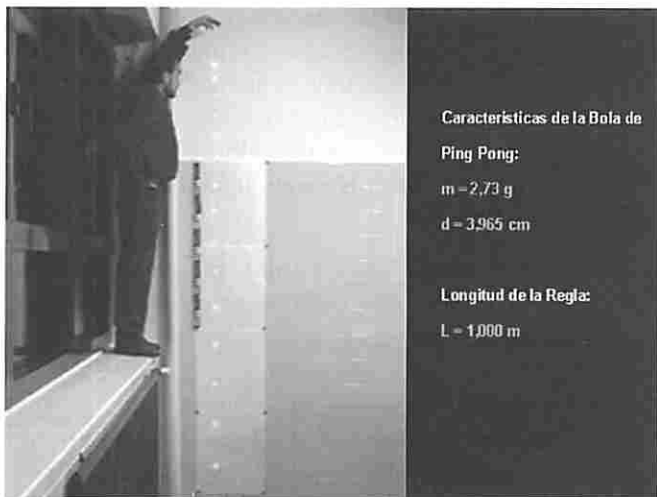 Características de la Bola de
Ping Pong:
m = 2,73 g
d = 3,965 cm
Longitud de la Regla:
L = 1,000 m